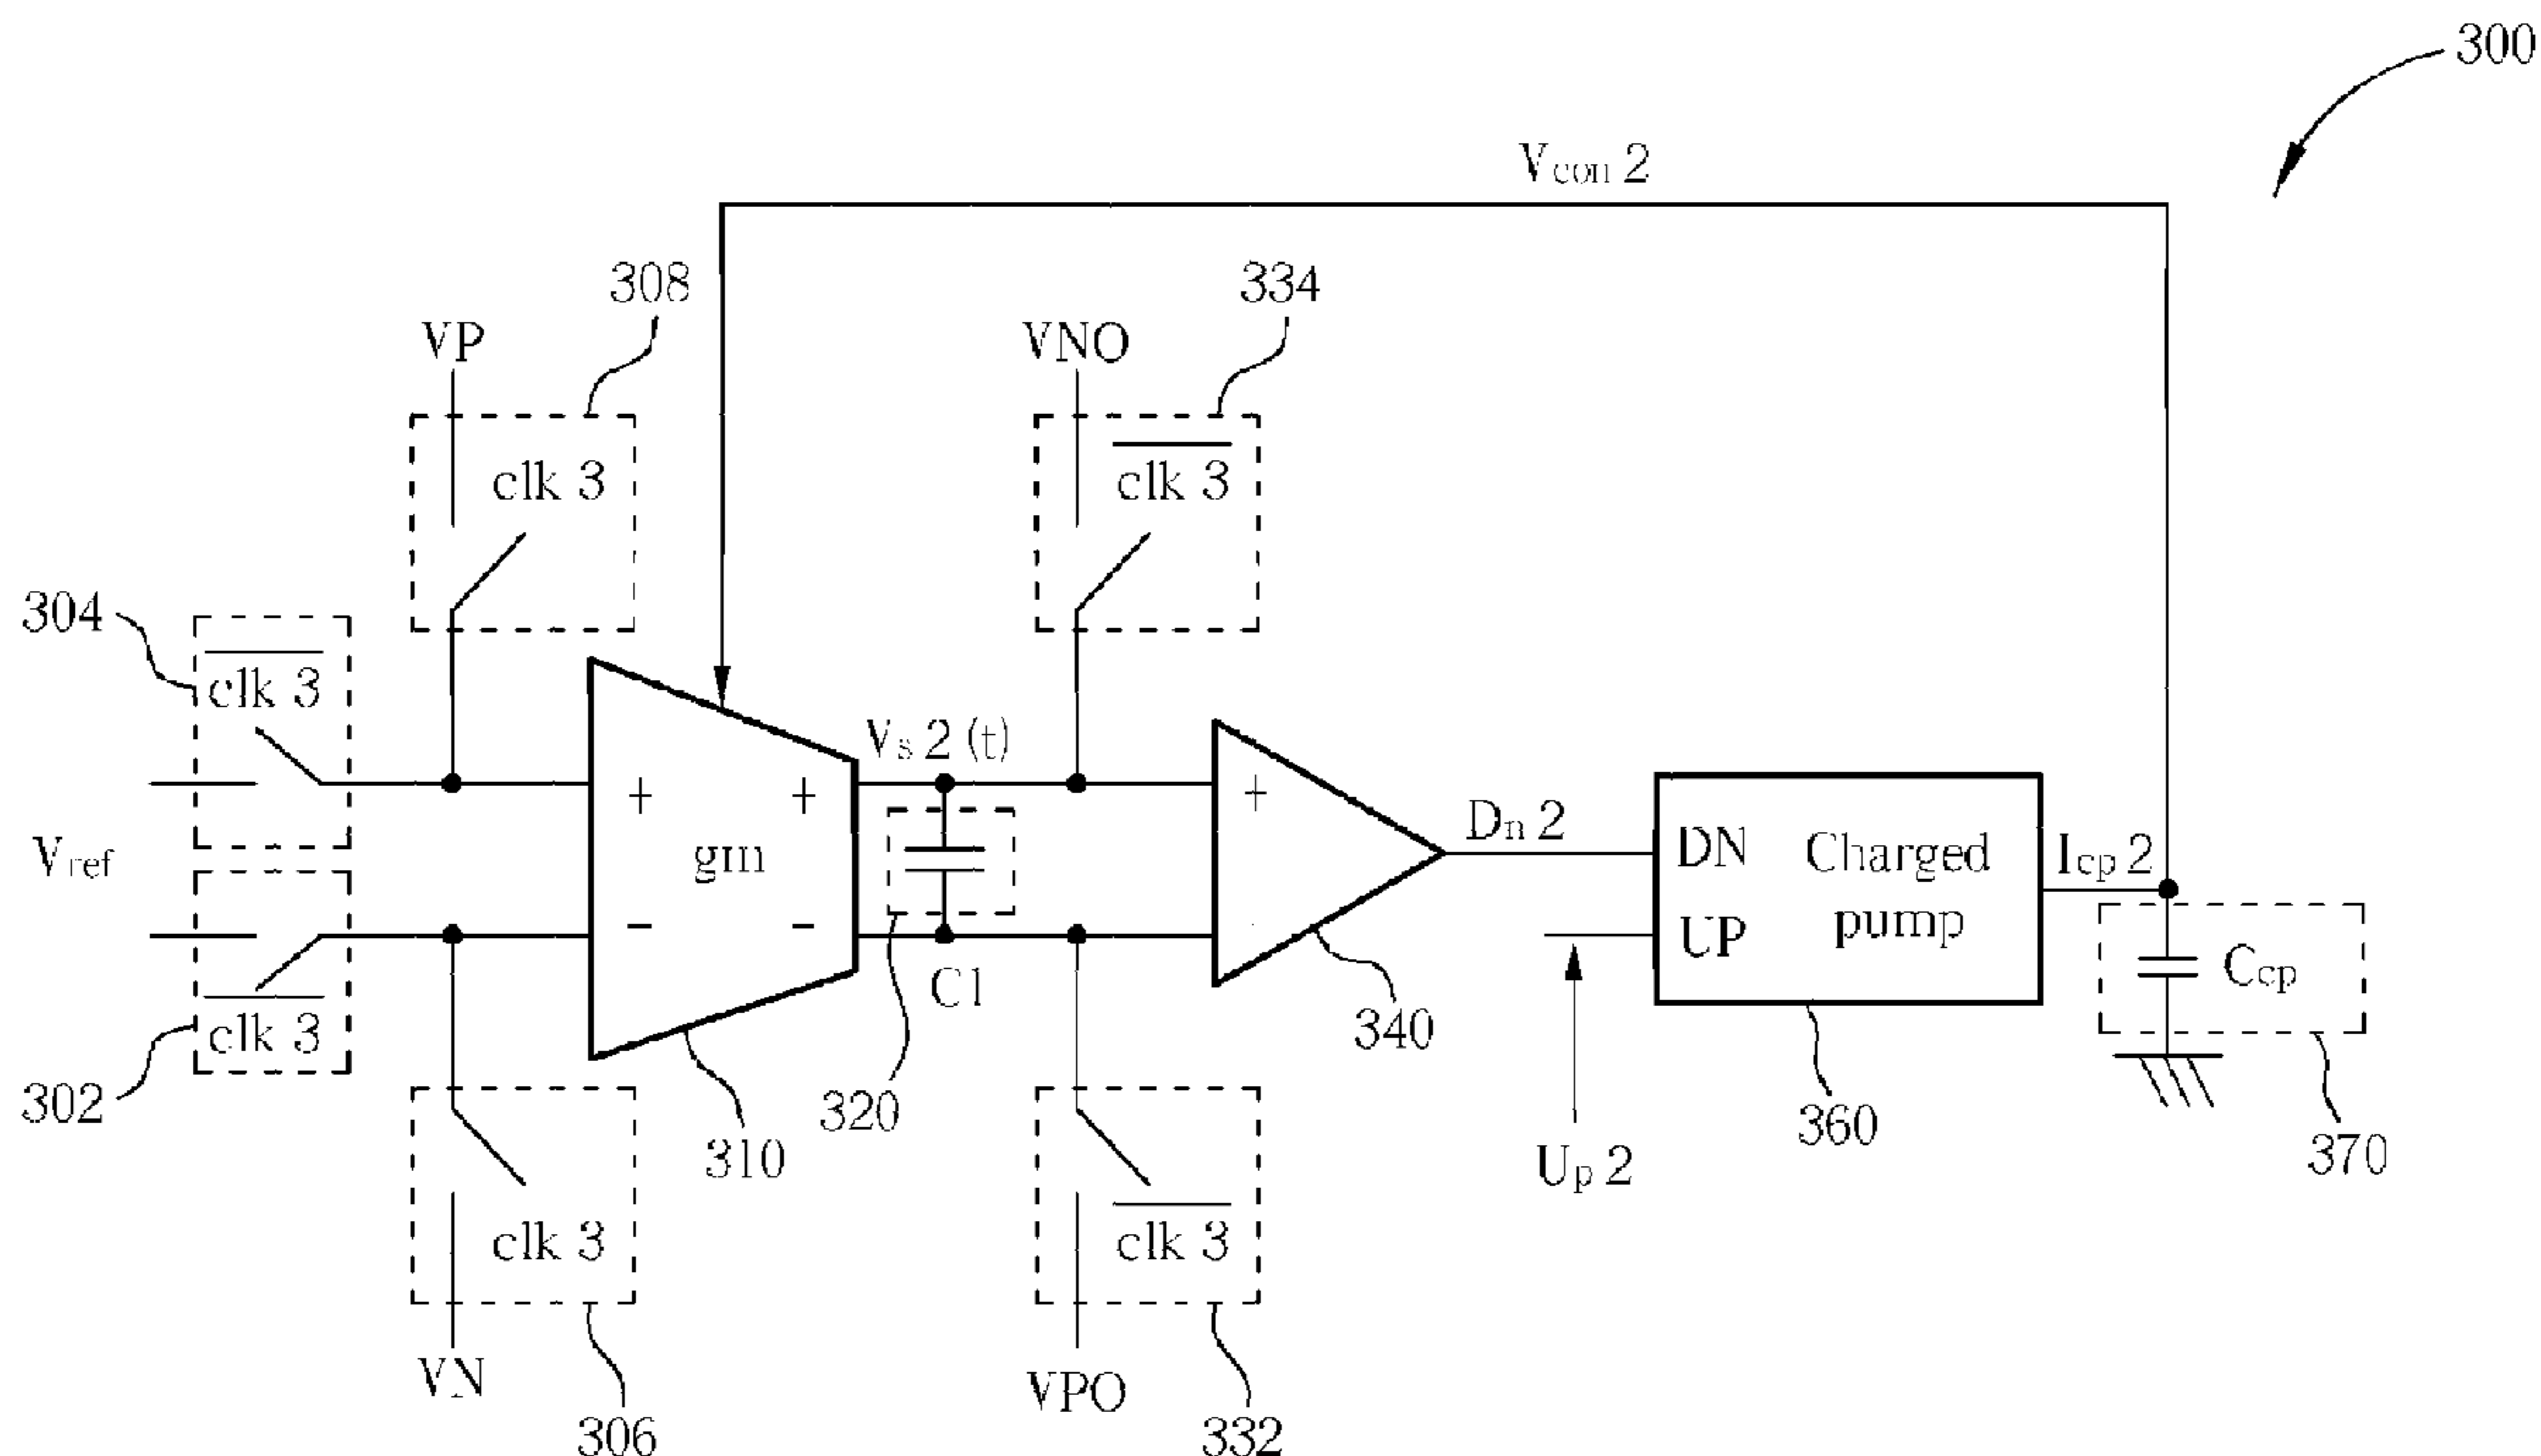 300
Vcon 2
308
334
VP
VNO
clk 3
clk 3
304
clk 3
Vs 2 (t)
+
+
+
Dn 2
DN
Charged
pump
Icp 2
Vref
gm
UP
−
−
C1
Ccp
clk 3
302
320
340
360
370
310
Up 2
clk 3
clk 3
VN
VPO
306
332